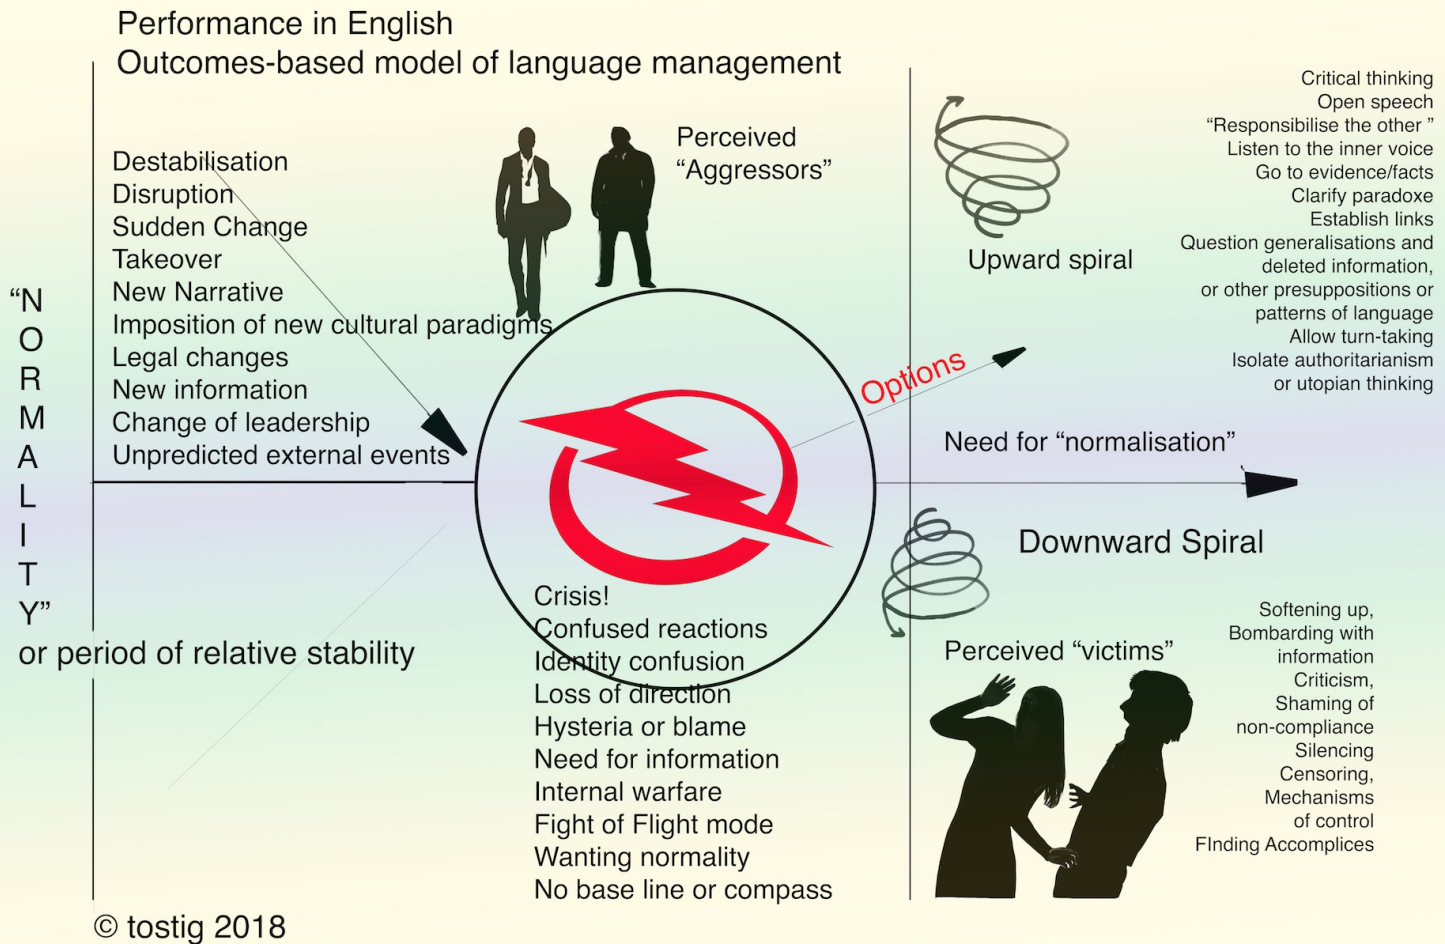 Performance in English
Outcomes-based model of language management
“NORMALITY”
or period of relative stability
Destabilisation
Disruption
Sudden Change
Takeover
New Narrative
Imposition of new cultural paradigms
Legal changes
New information
Change of leadership
Unpredicted external events
Perceived
“Aggressors”
Crisis!
Confused reactions
Identity confusion
Loss of direction
Hysteria or blame
Need for information
Internal warfare
Fight of Flight mode
Wanting normality
No base line or compass
Options
Upward spiral
Critical thinking
Open speech
“Responsibilise the other ”
Listen to the inner voice
Go to evidence/facts
Clarify paradoxe
Establish links
Question generalisations and
deleted information,
or other presuppositions or
patterns of language
Allow turn-taking
Isolate authoritarianism
or utopian thinking
Need for “normalisation”
Downward Spiral
Perceived “victims”
Softening up,
Bombarding with
information
Criticism,
Shaming of
non-compliance
Silencing
Censoring,
Mechanisms
of control
FInding Accomplices
© tostig 2018